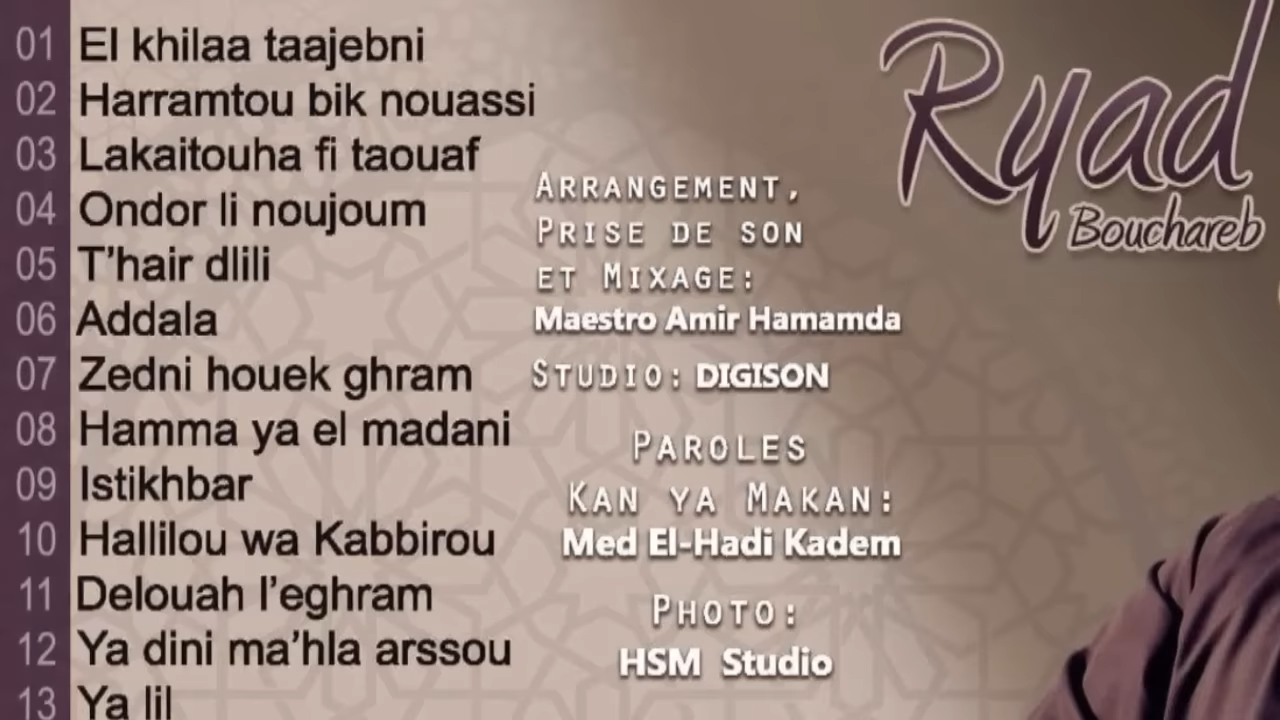 01 El khilaa taajebni
02 Harramtou bik nouassi
03 Lakaitouha fi taouaf
04 Ondor li noujoum
05 T'hair dlili
06 Addala
07 Zedni houek ghram
08 Hamma ya el madani
09 Istikhbar
10 Hallilou wa Kabbirou
11 Delouah l'eghram
12 Ya dini ma'hla arssou
13 Ya lil
ARRANGEMENT,
PRISE DE SON
ET MIXAGE:
Maestro Amir Hamamda
STUDIO: DIGISON
PAROLES
KAN YA MAKAN:
Med El-Hadi Kadem
PHOTO:
HSM Studio
Ryad
Bouchareb